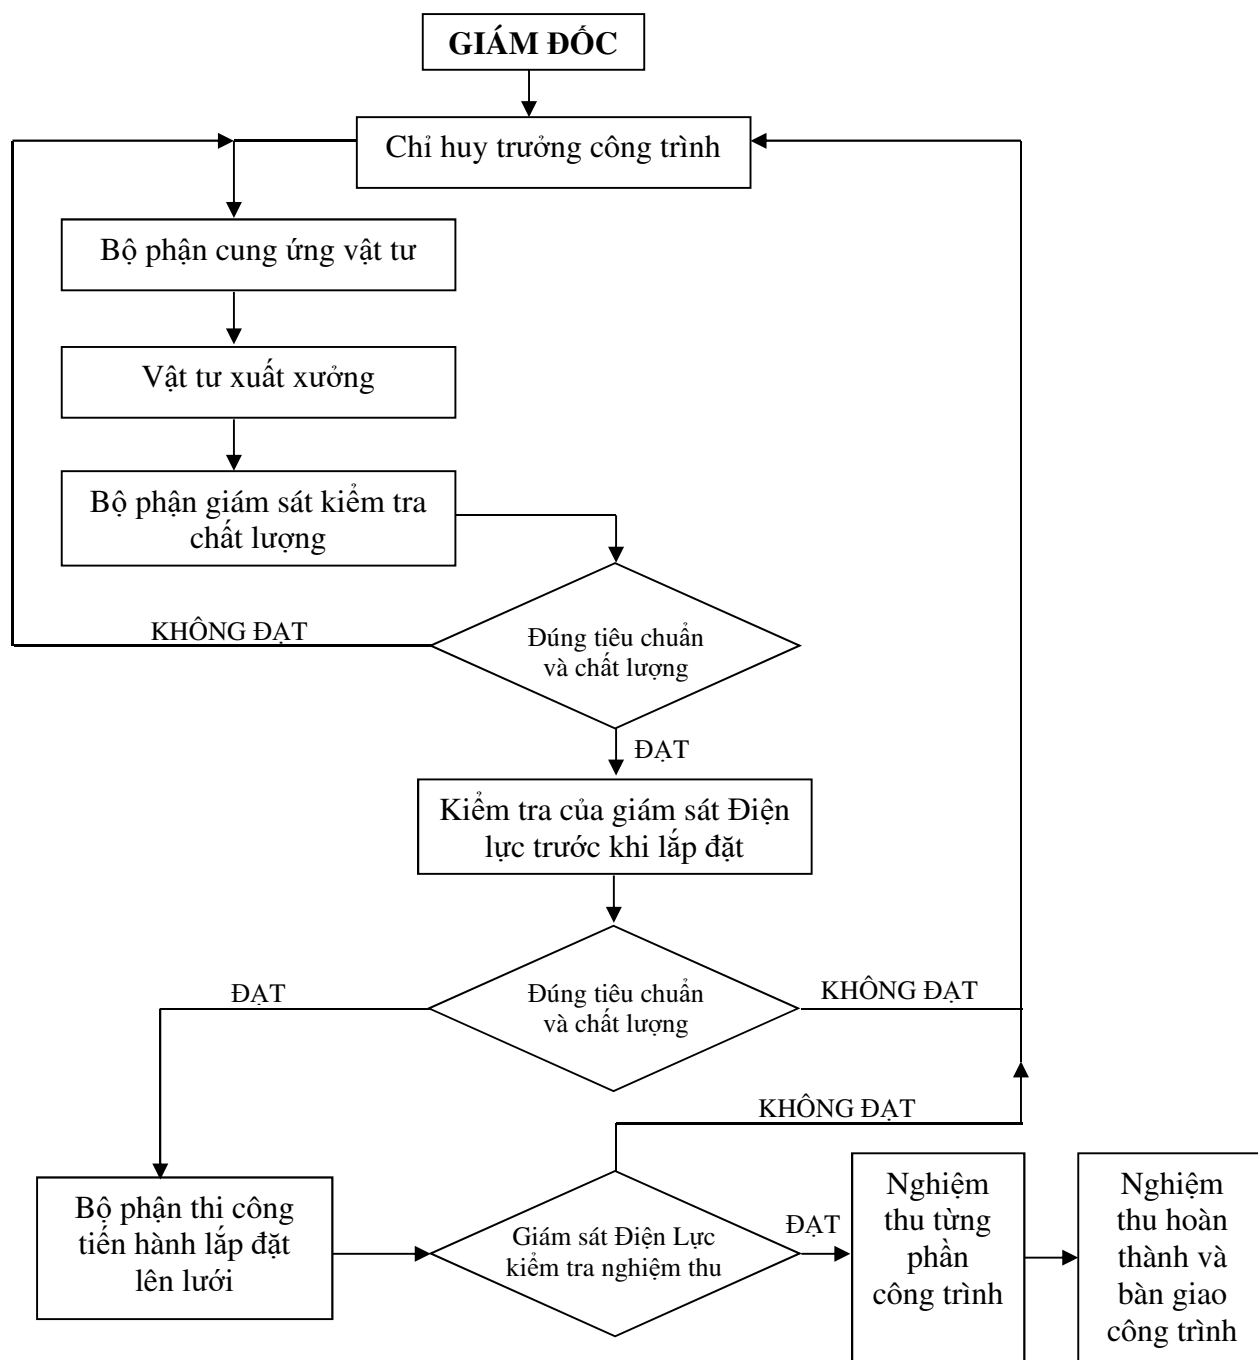 GIÁM ĐỐC
Chỉ huy trưởng công trình
Bộ phận cung ứng vật tư
Vật tư xuất xưởng
Bộ phận giám sát kiểm tra
chất lượng
KHÔNG ĐẠT
Đúng tiêu chuẩn
và chất lượng
ĐẠT
Kiểm tra của giám sát Điện
lực trước khi lắp đặt
ĐẠT
Đúng tiêu chuẩn
và chất lượng
KHÔNG ĐẠT
KHÔNG ĐẠT
Bộ phận thi công
tiến hành lắp đặt
lên lưới
Giám sát Điện Lực
kiểm tra nghiệm thu
ĐẠT
Nghiệm
thu từng
phần
công trình
Nghiệm
thu hoàn
thành và
bàn giao
công trình